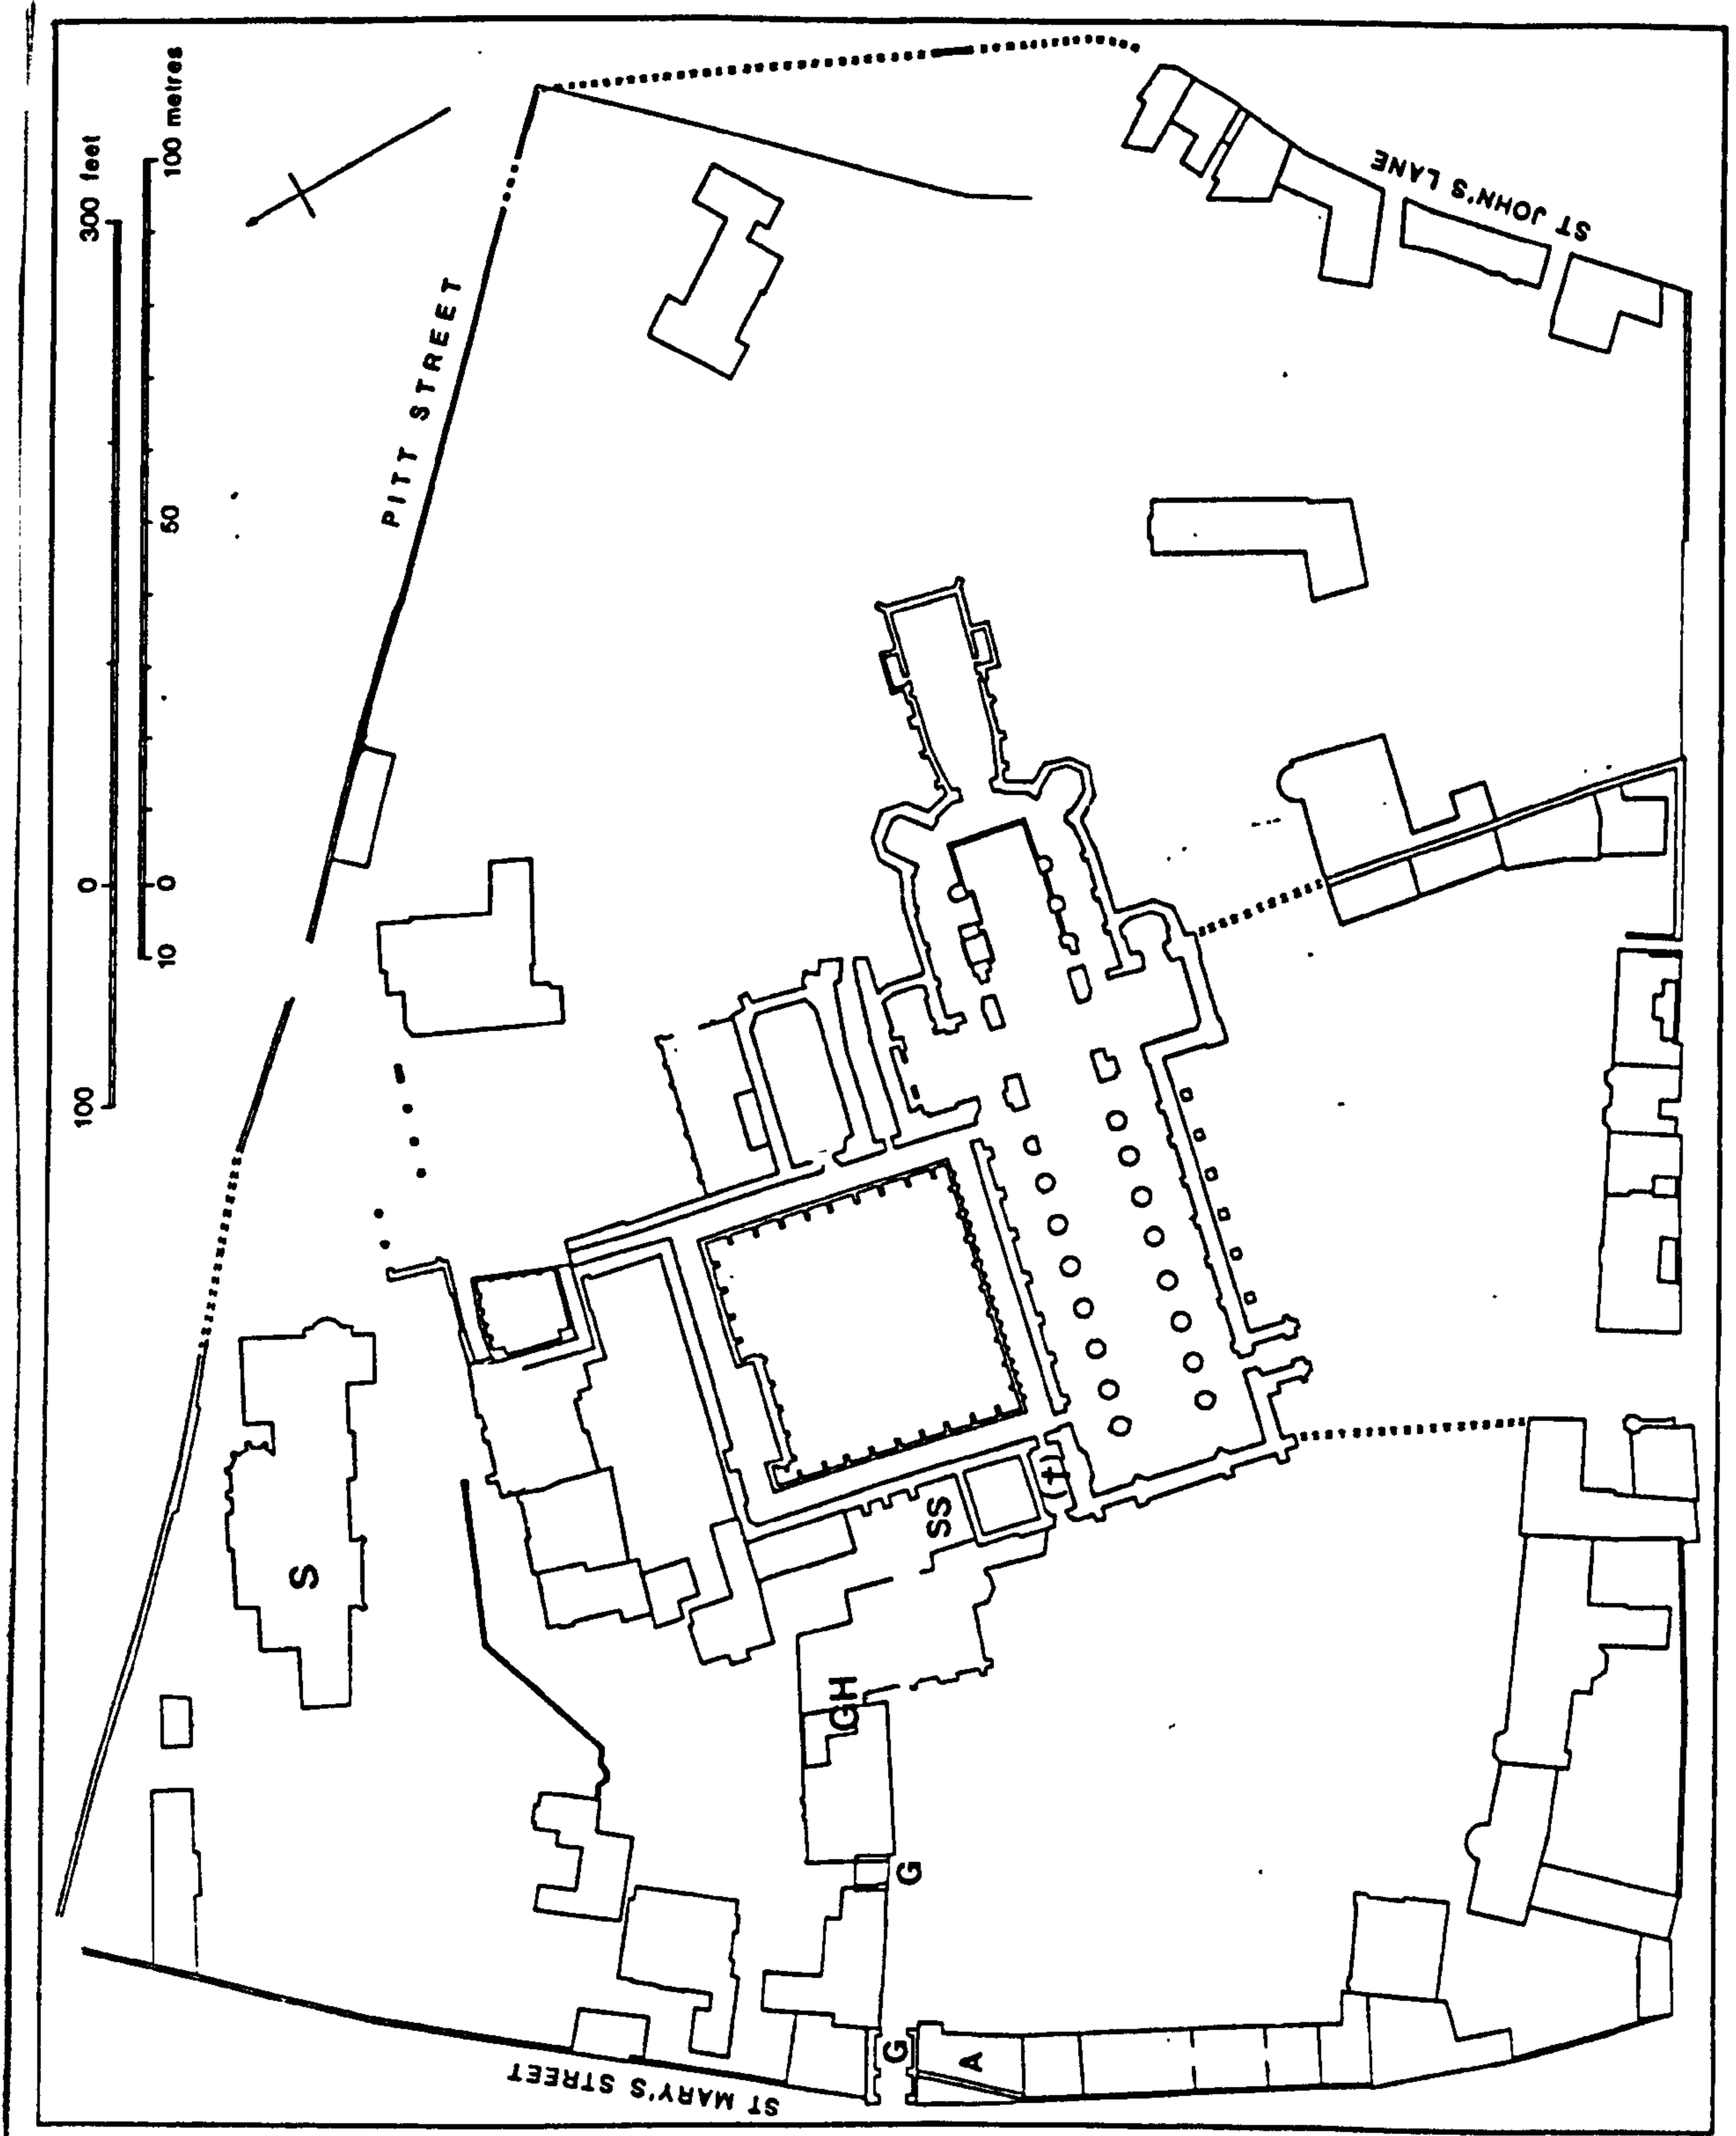 300 feet
0
100
100 metres
50
0
10
PITT STREET
ST JOHN'S LANE
S
SS
(t)
GH
G
G
A
ST MARY'S STREET